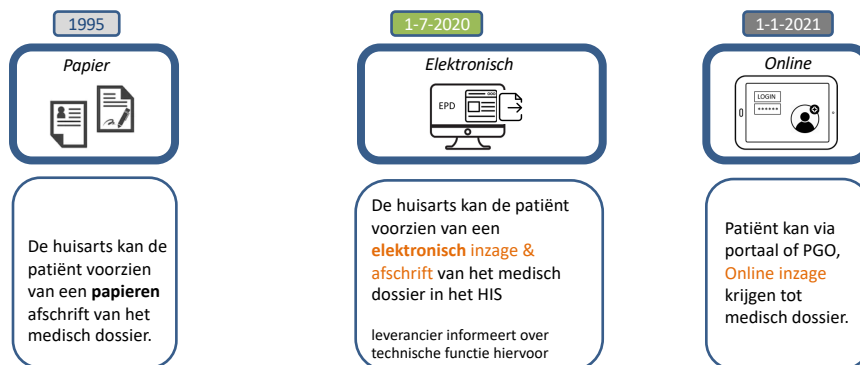 1995
Papier
De huisarts kan de
patiënt voorzien
van een papieren
afschrift van het
medisch dossier.
1-7-2020
Elektronisch
EPD
De huisarts kan de patiënt
voorzien van een
elektronisch inzage &
afschrift van het medisch
dossier in het HIS
leverancier informeert over
technische functie hiervoor
1-1-2021
Online
LOGIN
******
Patiënt kan via
portaal of PGO,
Online inzage
krijgen tot
medisch dossier.